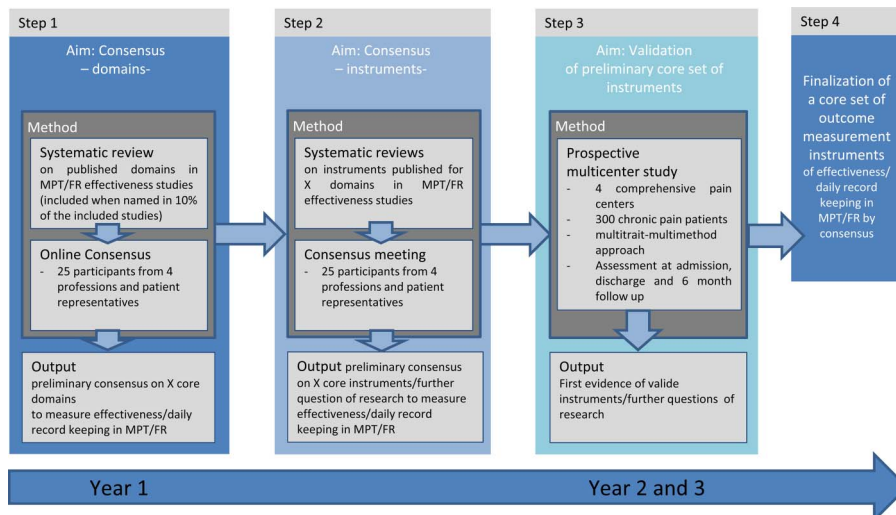 Step 1
Aim: Consensus
– domains-
Method
Systematic review
on published domains in
MPT/FR effectiveness studies
(included when named in 10%
of the included studies)
Online Consensus
- 25 participants from 4
professions and patient
representatives
Output
preliminary consensus on X core
domains
to measure effectiveness/daily
record keeping in MPT/FR
Step 2
Aim: Consensus
– instruments-
Method
Systematic reviews
on instruments published for
X domains in MPT/FR
effectiveness studies
Consensus meeting
- 25 participants from 4
professions and patient
representatives
Output preliminary consensus
on X core instruments/further
question of research to measure
effectiveness/daily record
keeping in MPT/FR
Step 3
Aim: Validation
of preliminary core set of
instruments
Method
Prospective
multicenter study
- 4 comprehensive pain
centers
- 300 chronic pain patients
- multitrait-multimethod
approach
- Assessment at admission,
discharge and 6 month
follow up
Output
First evidence of valide
instruments/further questions of
research
Step 4
Finalization of
a core set of
outcome
measurement
instruments
of effectiveness/
daily record
keeping in
MPT/FR by
consensus
Year 1
Year 2 and 3